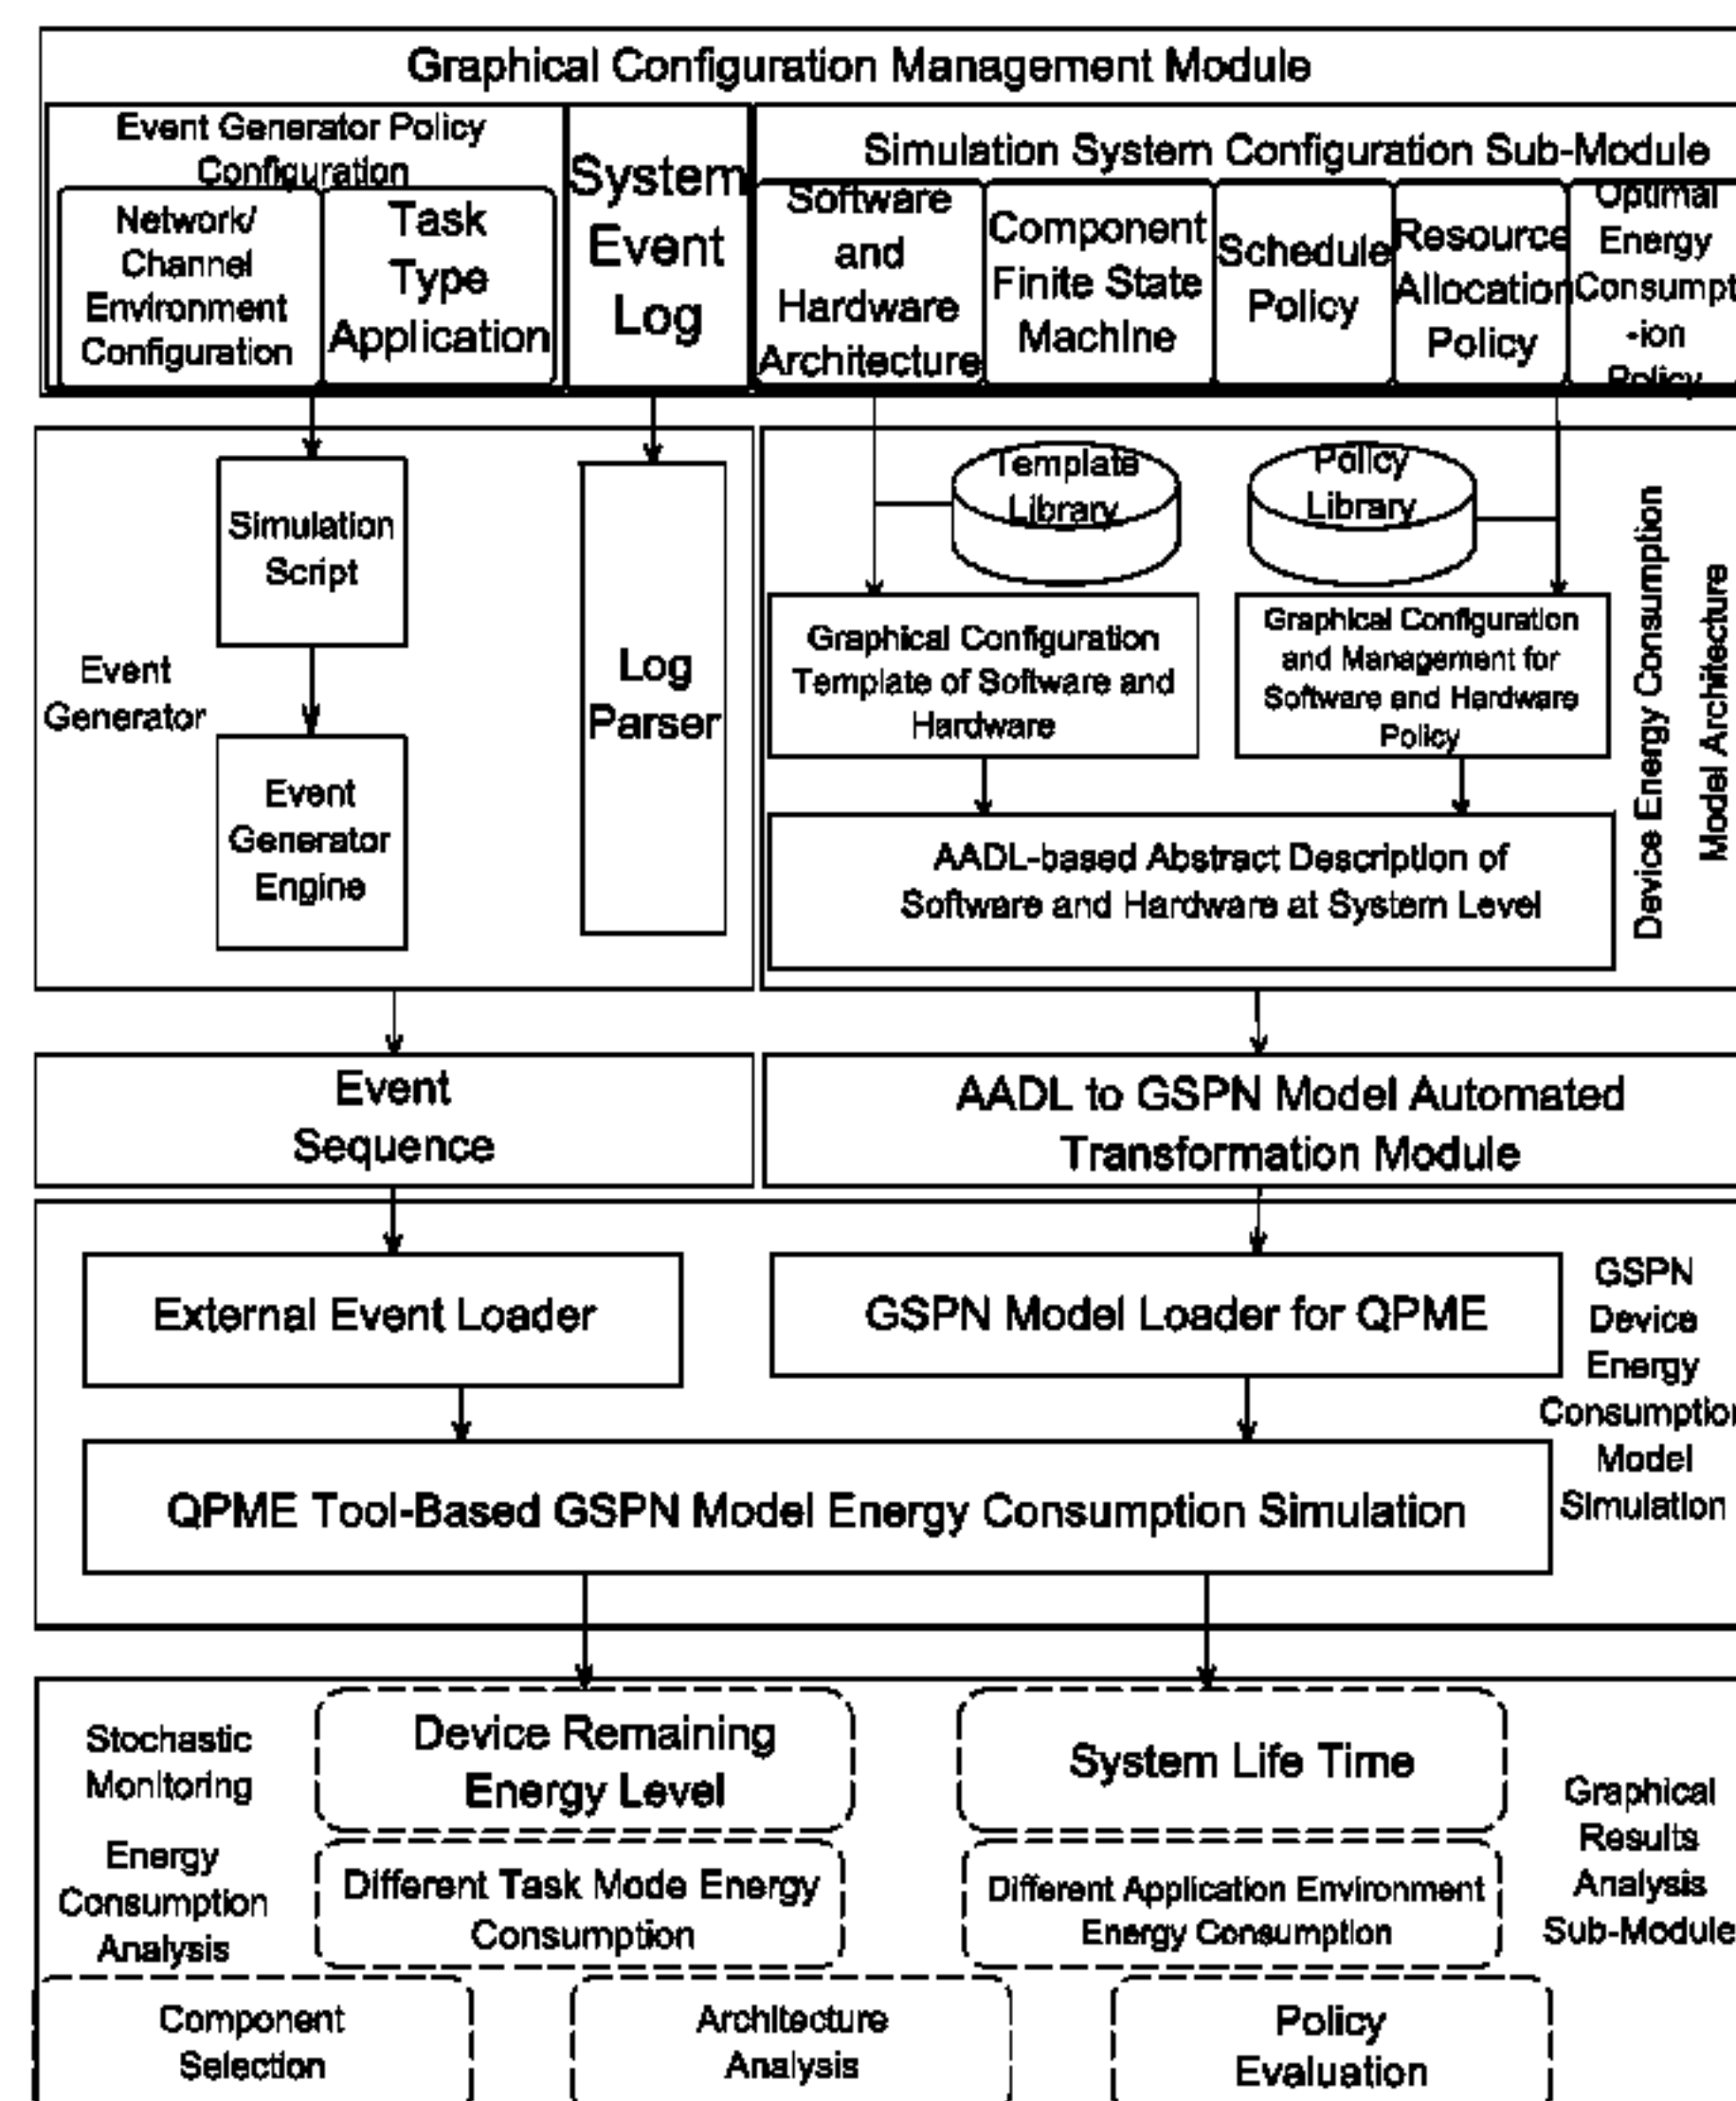 Graphical Configuration Management Module
Event Generator Policy
Configuration
Network/
Channel
Environment
Configuration
Task
Type
Application
System
Event
Log
Simulation System Configuration Sub-Module
Software
and
Hardware
Architecture
Component
Finite State
Machine
Schedule
Policy
Resource
Allocation
Policy
Optimal
Energy
Consumpt
-ion
Policy
Event
Generator
Simulation
Script
Event
Generator
Engine
Log
Parser
Template
Library
Policy
Library
Graphical Configuration
Template of Software and
Hardware
Graphical Configuration
and Management for
Software and Hardware
Policy
AADL-based Abstract Description of
Software and Hardware at System Level
Device Energy Consumption
Model Architecture
Event
Sequence
AADL to GSPN Model Automated
Transformation Module
External Event Loader
GSPN Model Loader for QPME
QPME Tool-Based GSPN Model Energy Consumption Simulation
GSPN
Device
Energy
Consumption
Model
Simulation
Stochastic
Monitoring
Device Remaining
Energy Level
System Life Time
Energy
Consumption
Analysis
Different Task Mode Energy
Consumption
Different Application Environment
Energy Consumption
Graphical
Results
Analysis
Sub-Module
Component
Selection
Architecture
Analysis
Policy
Evaluation